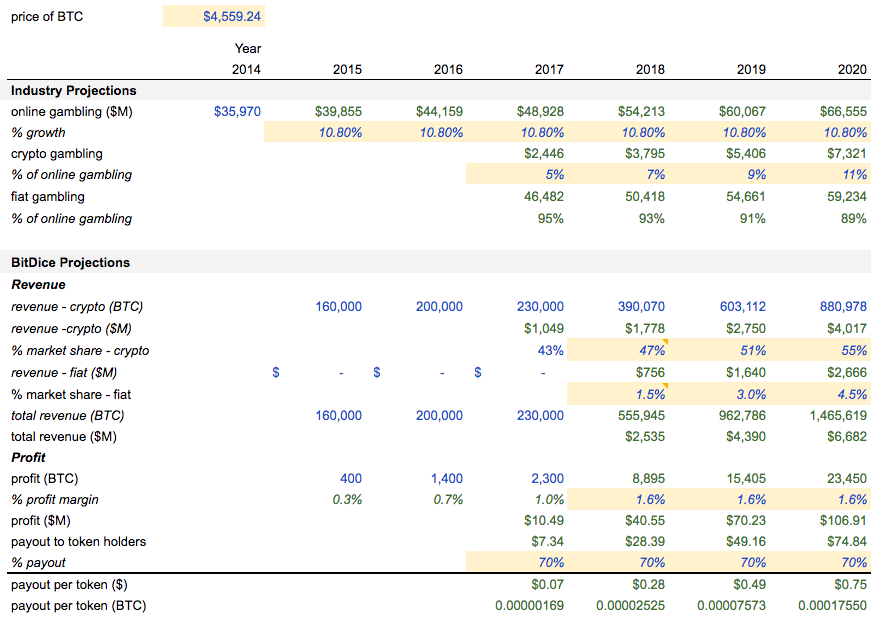 price of BTC $4,559.24
Year
2014 2015 2016 2017 2018 2019 2020
Industry Projections
online gambling ($M) $35,970 $39,855 $44,159 $48,928 $54,213 $60,067 $66,555
% growth 10.80% 10.80% 10.80% 10.80% 10.80% 10.80%
crypto gambling $2,446 $3,795 $5,406 $7,321
% of online gambling 5% 7% 9% 11%
fiat gambling 46,482 50,418 54,661 59,234
% of online gambling 95% 93% 91% 89%
BitDice Projections
Revenue
revenue - crypto (BTC) 160,000 200,000 230,000 390,070 603,112 880,978
revenue -crypto ($M) $1,049 $1,778 $2,750 $4,017
% market share - crypto 43% 47% 51% 55%
revenue - fiat ($M) $ - $ - $ - $756 $1,640 $2,666
% market share - fiat 1.5% 3.0% 4.5%
total revenue (BTC) 160,000 200,000 230,000 555,945 962,786 1,465,619
total revenue ($M) $2,535 $4,390 $6,682
Profit
profit (BTC) 400 1,400 2,300 8,895 15,405 23,450
% profit margin 0.3% 0.7% 1.0% 1.6% 1.6% 1.6%
profit ($M) $10.49 $40.55 $70.23 $106.91
payout to token holders $7.34 $28.39 $49.16 $74.84
% payout 70% 70% 70% 70%
payout per token ($) $0.07 $0.28 $0.49 $0.75
payout per token (BTC) 0.00000169 0.00002525 0.00007573 0.00017550